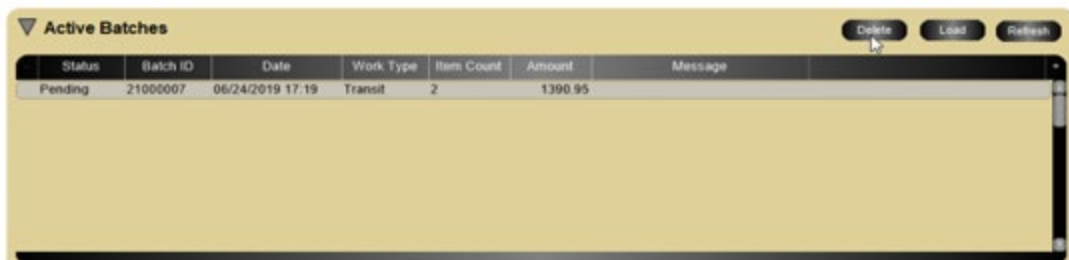 Active Batches
Delete Load Refresh
Status Batch ID Date Work Type Item Count Amount Message
Pending 21000007 06/24/2019 17:19 Transit 2 1390.95